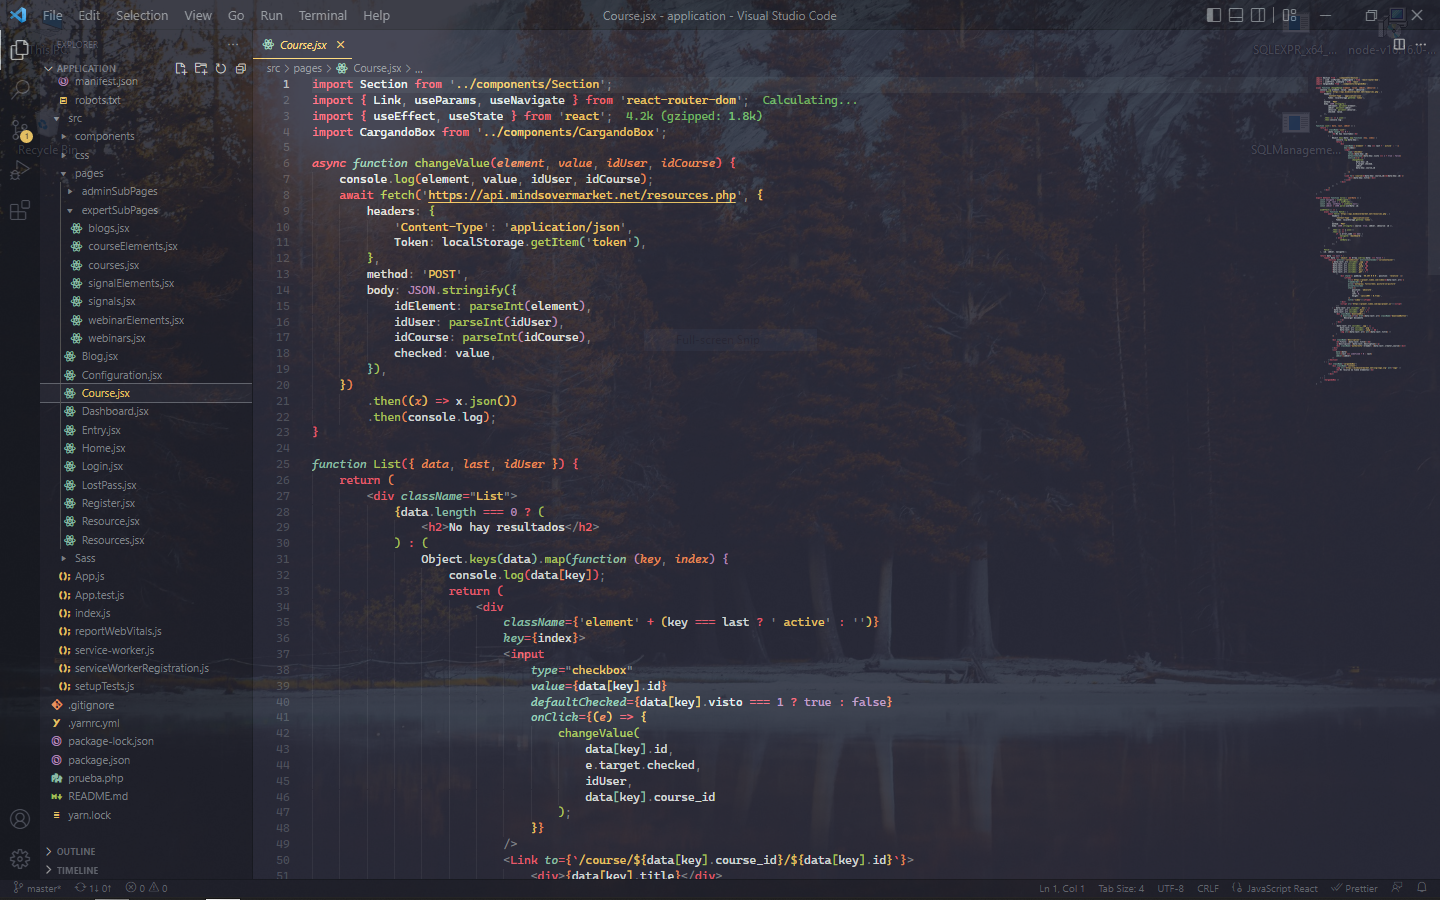 File Edit Selection View Go Run Terminal Help
Course.jsx - application - Visual Studio Code
EXPLORER
APPLICATION
manifest.json
robots.txt
src
components
css
pages
adminSubPages
expertSubPages
blogs.jsx
courseElements.jsx
courses.jsx
signalElements.jsx
signals.jsx
webinarElements.jsx
webinars.jsx
Blog.jsx
Configuration.jsx
Course.jsx
Dashboard.jsx
Entry.jsx
Home.jsx
Login.jsx
LostPass.jsx
Register.jsx
Resource.jsx
Resources.jsx
Sass
App.js
App.test.js
index.js
reportWebVitals.js
service-worker.js
serviceWorkerRegistration.js
setupTests.js
.gitignore
.yarnrc.yml
package-lock.json
package.json
prueba.php
README.md
yarn.lock
OUTLINE
TIMELINE
1
Recycle Bin
SQLEXPR_x64_...
node-v16.16.0-...
SQLManageme...
Course.jsx
src > pages > Course.jsx > ...
1 import Section from '../components/Section';
2 import { Link, useParams, useNavigate } from 'react-router-dom'; Calculating...
3 import { useEffect, useState } from 'react'; 4.2k (gzipped: 1.8k)
4 import CargandoBox from '../components/CargandoBox';
5
6 async function changeValue(element, value, idUser, idCourse) {
7 console.log(element, value, idUser, idCourse);
8 await fetch('https://api.mindsovermarket.net/resources.php', {
9 headers: {
10 'Content-Type': 'application/json',
11 Token: localStorage.getItem('token'),
12 },
13 method: 'POST',
14 body: JSON.stringify({
15 idElement: parseInt(element),
16 idUser: parseInt(idUser),
17 idCourse: parseInt(idCourse),
18 checked: value,
19 }),
20 })
21 .then((x) => x.json())
22 .then(console.log);
23 }
24
25 function List({ data, last, idUser }) {
26 return (
27 <div className="List">
28 {data.length === 0 ? (
29 <h2>No hay resultados</h2>
30 ) : (
31 Object.keys(data).map(function (key, index) {
32 console.log(data[key]);
33 return (
34 <div
35 className={'element' + (key === last ? ' active' : '')}
36 key={index}>
37 <input
38 type="checkbox"
39 value={data[key].id}
40 defaultChecked={data[key].visto === 1 ? true : false}
41 onClick={(e) => {
42 changeValue(
43 data[key].id,
44 e.target.checked,
45 idUser,
46 data[key].course_id
47 );
48 }}
49 />
50 <Link to={`/course/${data[key].course_id}/${data[key].id}`}>
51 <div>{data[key].title}</div>
master* 1↓ 0↑ 0 0
Ln 1, Col 1 Tab Size: 4 UTF-8 CRLF JavaScript React Prettier